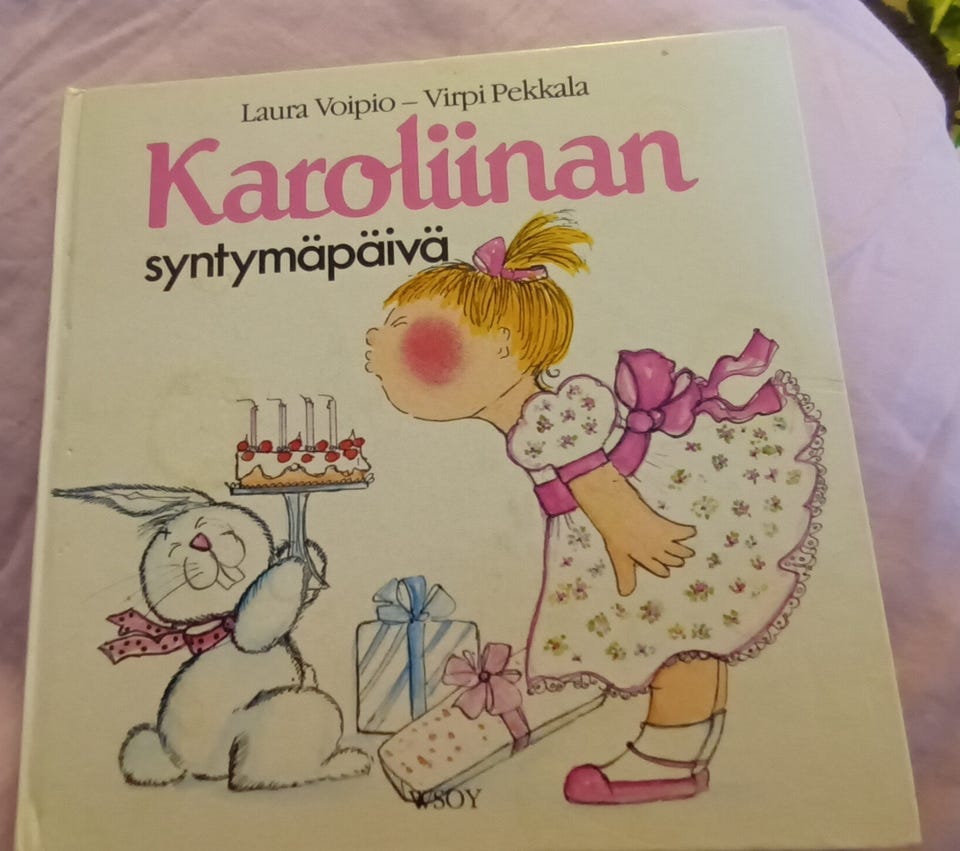 Laura Voipio – Virpi Pekkala
Karoliinan
syntymäpäivä
WSOY